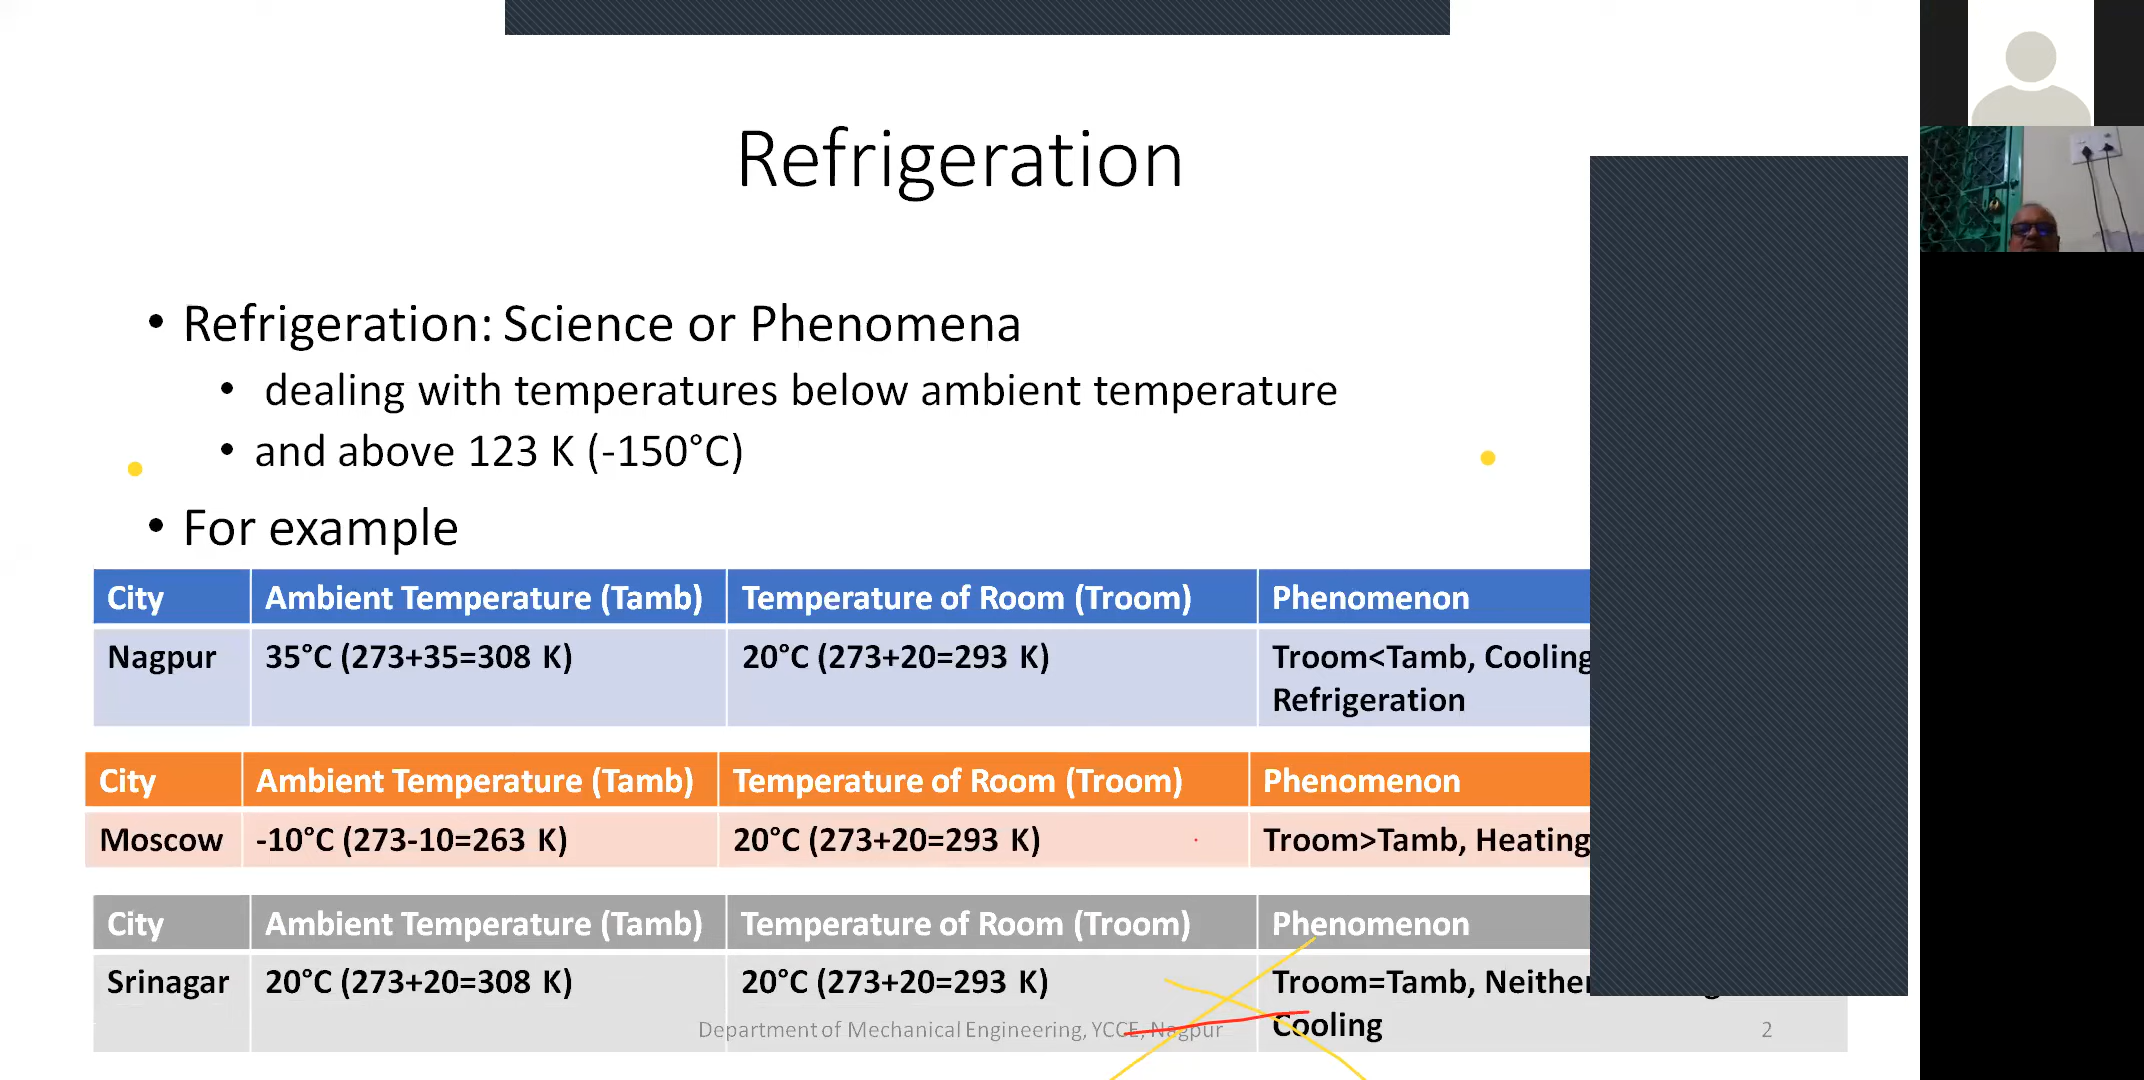 Refrigeration
• Refrigeration: Science or Phenomena
• dealing with temperatures below ambient temperature
• and above 123 K (-150°C)
• For example
City Ambient Temperature (Tamb) Temperature of Room (Troom) Phenomenon
Nagpur 35°C (273+35=308 K) 20°C (273+20=293 K) Troom<Tamb, Cooling
Refrigeration
City Ambient Temperature (Tamb) Temperature of Room (Troom) Phenomenon
Moscow -10°C (273-10=263 K) 20°C (273+20=293 K) Troom>Tamb, Heating
City Ambient Temperature (Tamb) Temperature of Room (Troom) Phenomenon
Srinagar 20°C (273+20=308 K) 20°C (273+20=293 K) Troom=Tamb, Neither
Cooling
Department of Mechanical Engineering, YCCE, Nagpur 2